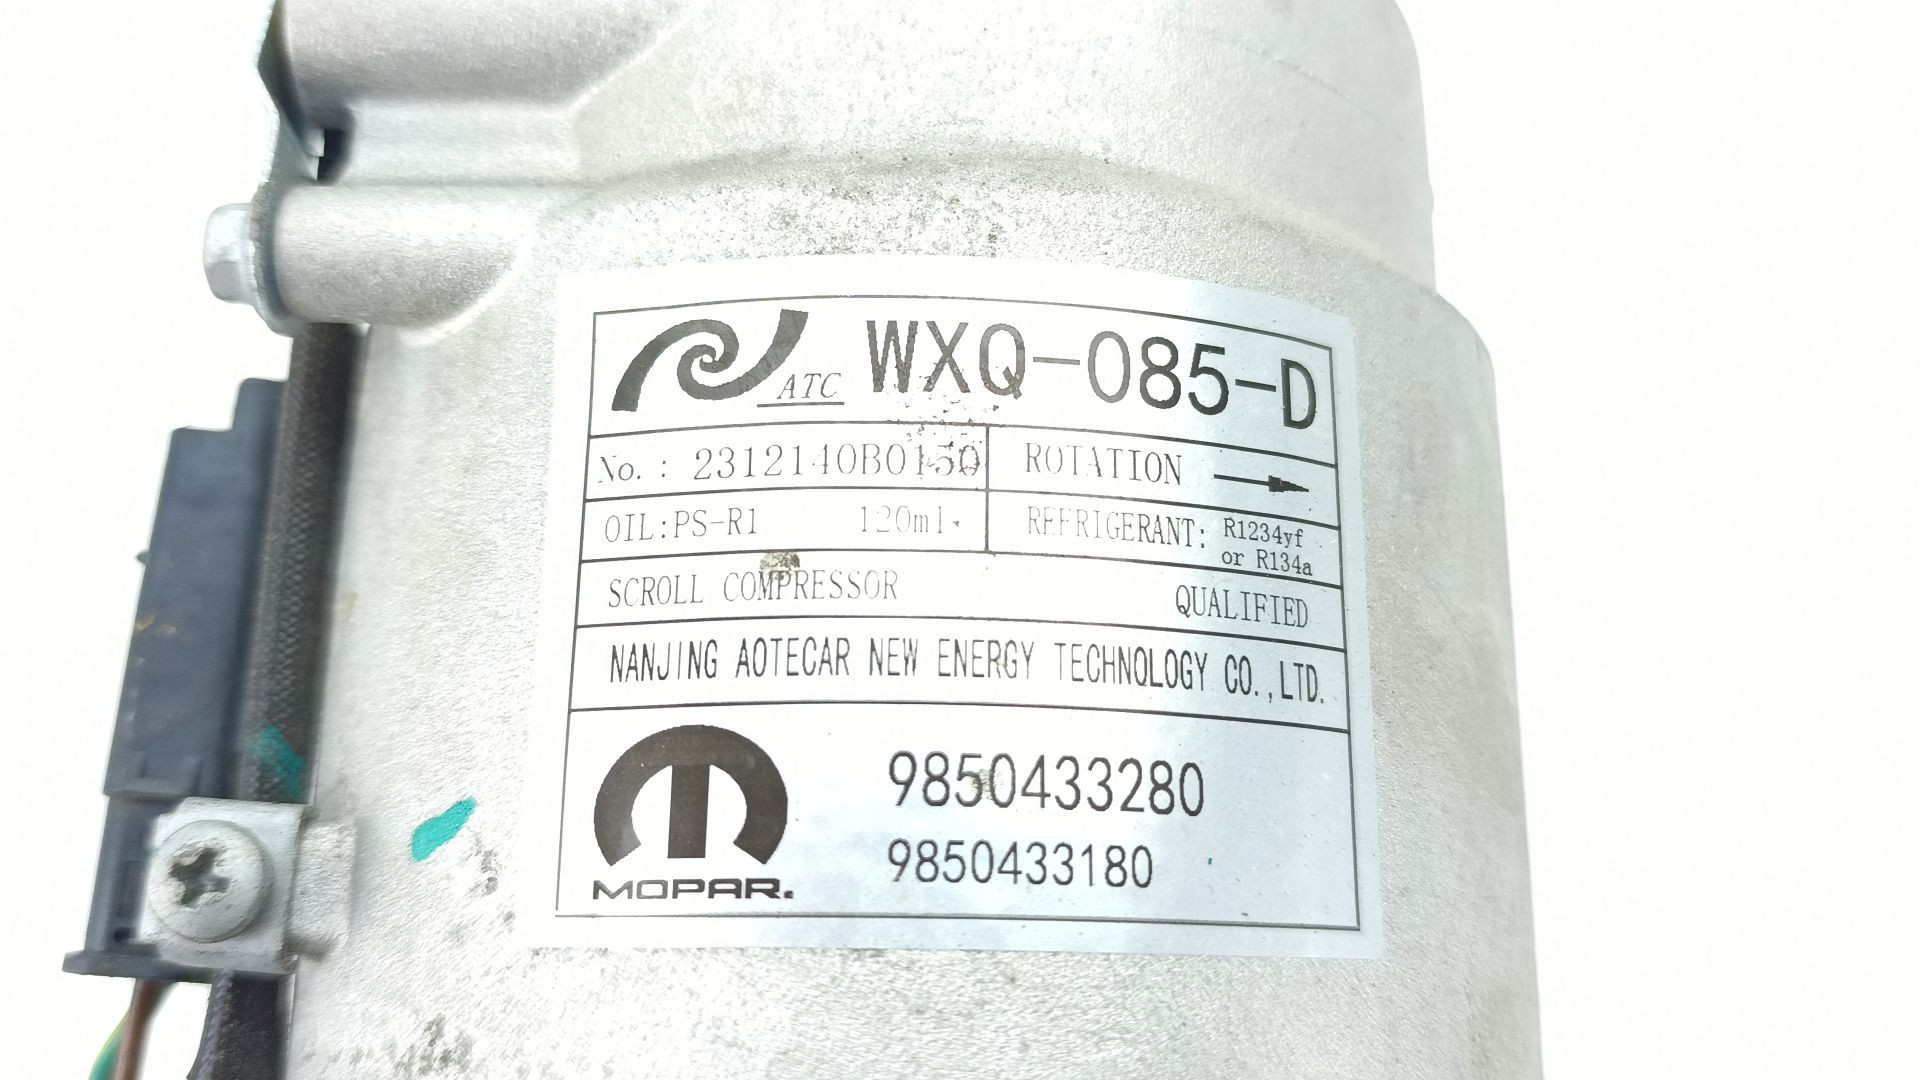 ATC WXQ-085-D
No.: 2312140B0150 ROTATION
OIL:PS-R1 120ml. REFRIGERANT: R1234yf
or R134a
SCROLL COMPRESSOR QUALIFIED
NANJING AOTECAR NEW ENERGY TECHNOLOGY CO.,LTD.
9850433280
9850433180
MOPAR.